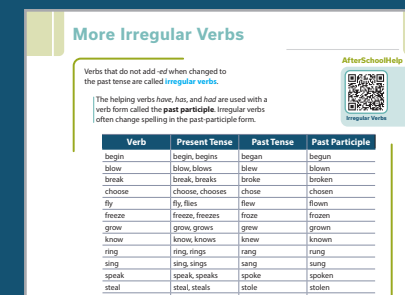 More Irregular Verbs
AfterSchoolHelp
Verbs that do not add -ed when changed to
the past tense are called irregular verbs.
Irregular Verbs
The helping verbs have, has, and had are used with a
verb form called the past participle. Irregular verbs
often change spelling in the past-participle form.
Verb Present Tense Past Tense Past Participle
begin begin, begins began begun
blow blow, blows blew blown
break break, breaks broke broken
choose choose, chooses chose chosen
fly fly, flies flew flown
freeze freeze, freezes froze frozen
grow grow, grows grew grown
know know, knows knew known
ring ring, rings rang rung
sing sing, sings sang sung
speak speak, speaks spoke spoken
steal steal, steals stole stolen